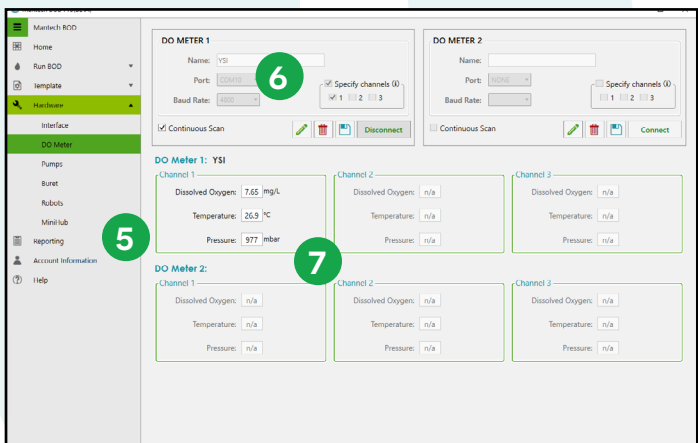 Mantech BOD
Home
Run BOD
Template
Hardware
Interface
DO Meter
Pumps
Buret
Robots
MiniHub
Reporting
Account Information
Help
5
DO METER 1
Name: YSI
Port: COM10
6
Specify channels
Baud Rate: 4800
1 2 3
Continuous Scan
Disconnect
DO METER 2
Name:
Port: NONE
Specify channels
Baud Rate:
1 2 3
Continuous Scan
Connect
DO Meter 1: YSI
Channel 1
Dissolved Oxygen: 7.65 mg/L
Temperature: 26.9 °C
Pressure: 977 mbar
Channel 2
Dissolved Oxygen: n/a
Temperature: n/a
Pressure: n/a
Channel 3
Dissolved Oxygen: n/a
Temperature: n/a
Pressure: n/a
7
DO Meter 2:
Channel 1
Dissolved Oxygen: n/a
Temperature: n/a
Pressure: n/a
Channel 2
Dissolved Oxygen: n/a
Temperature: n/a
Pressure: n/a
Channel 3
Dissolved Oxygen: n/a
Temperature: n/a
Pressure: n/a